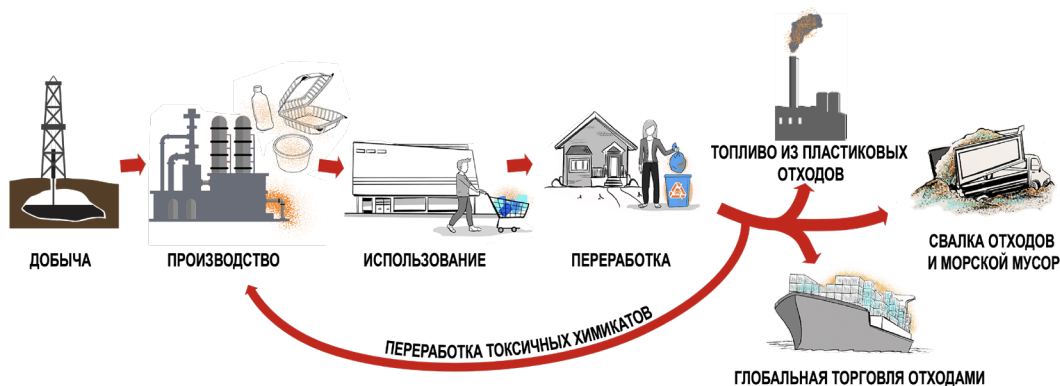 ДОБЫЧА
ПРОИЗВОДСТВО
ИСПОЛЬЗОВАНИЕ
ПЕРЕРАБОТКА
ТОПЛИВО ИЗ ПЛАСТИКОВЫХ
ОТХОДОВ
СВАЛКА ОТХОДОВ
И МОРСКОЙ МУСОР
ПЕРЕРАБОТКА ТОКСИЧНЫХ ХИМИКАТОВ
ГЛОБАЛЬНАЯ ТОРГОВЛЯ ОТХОДАМИ